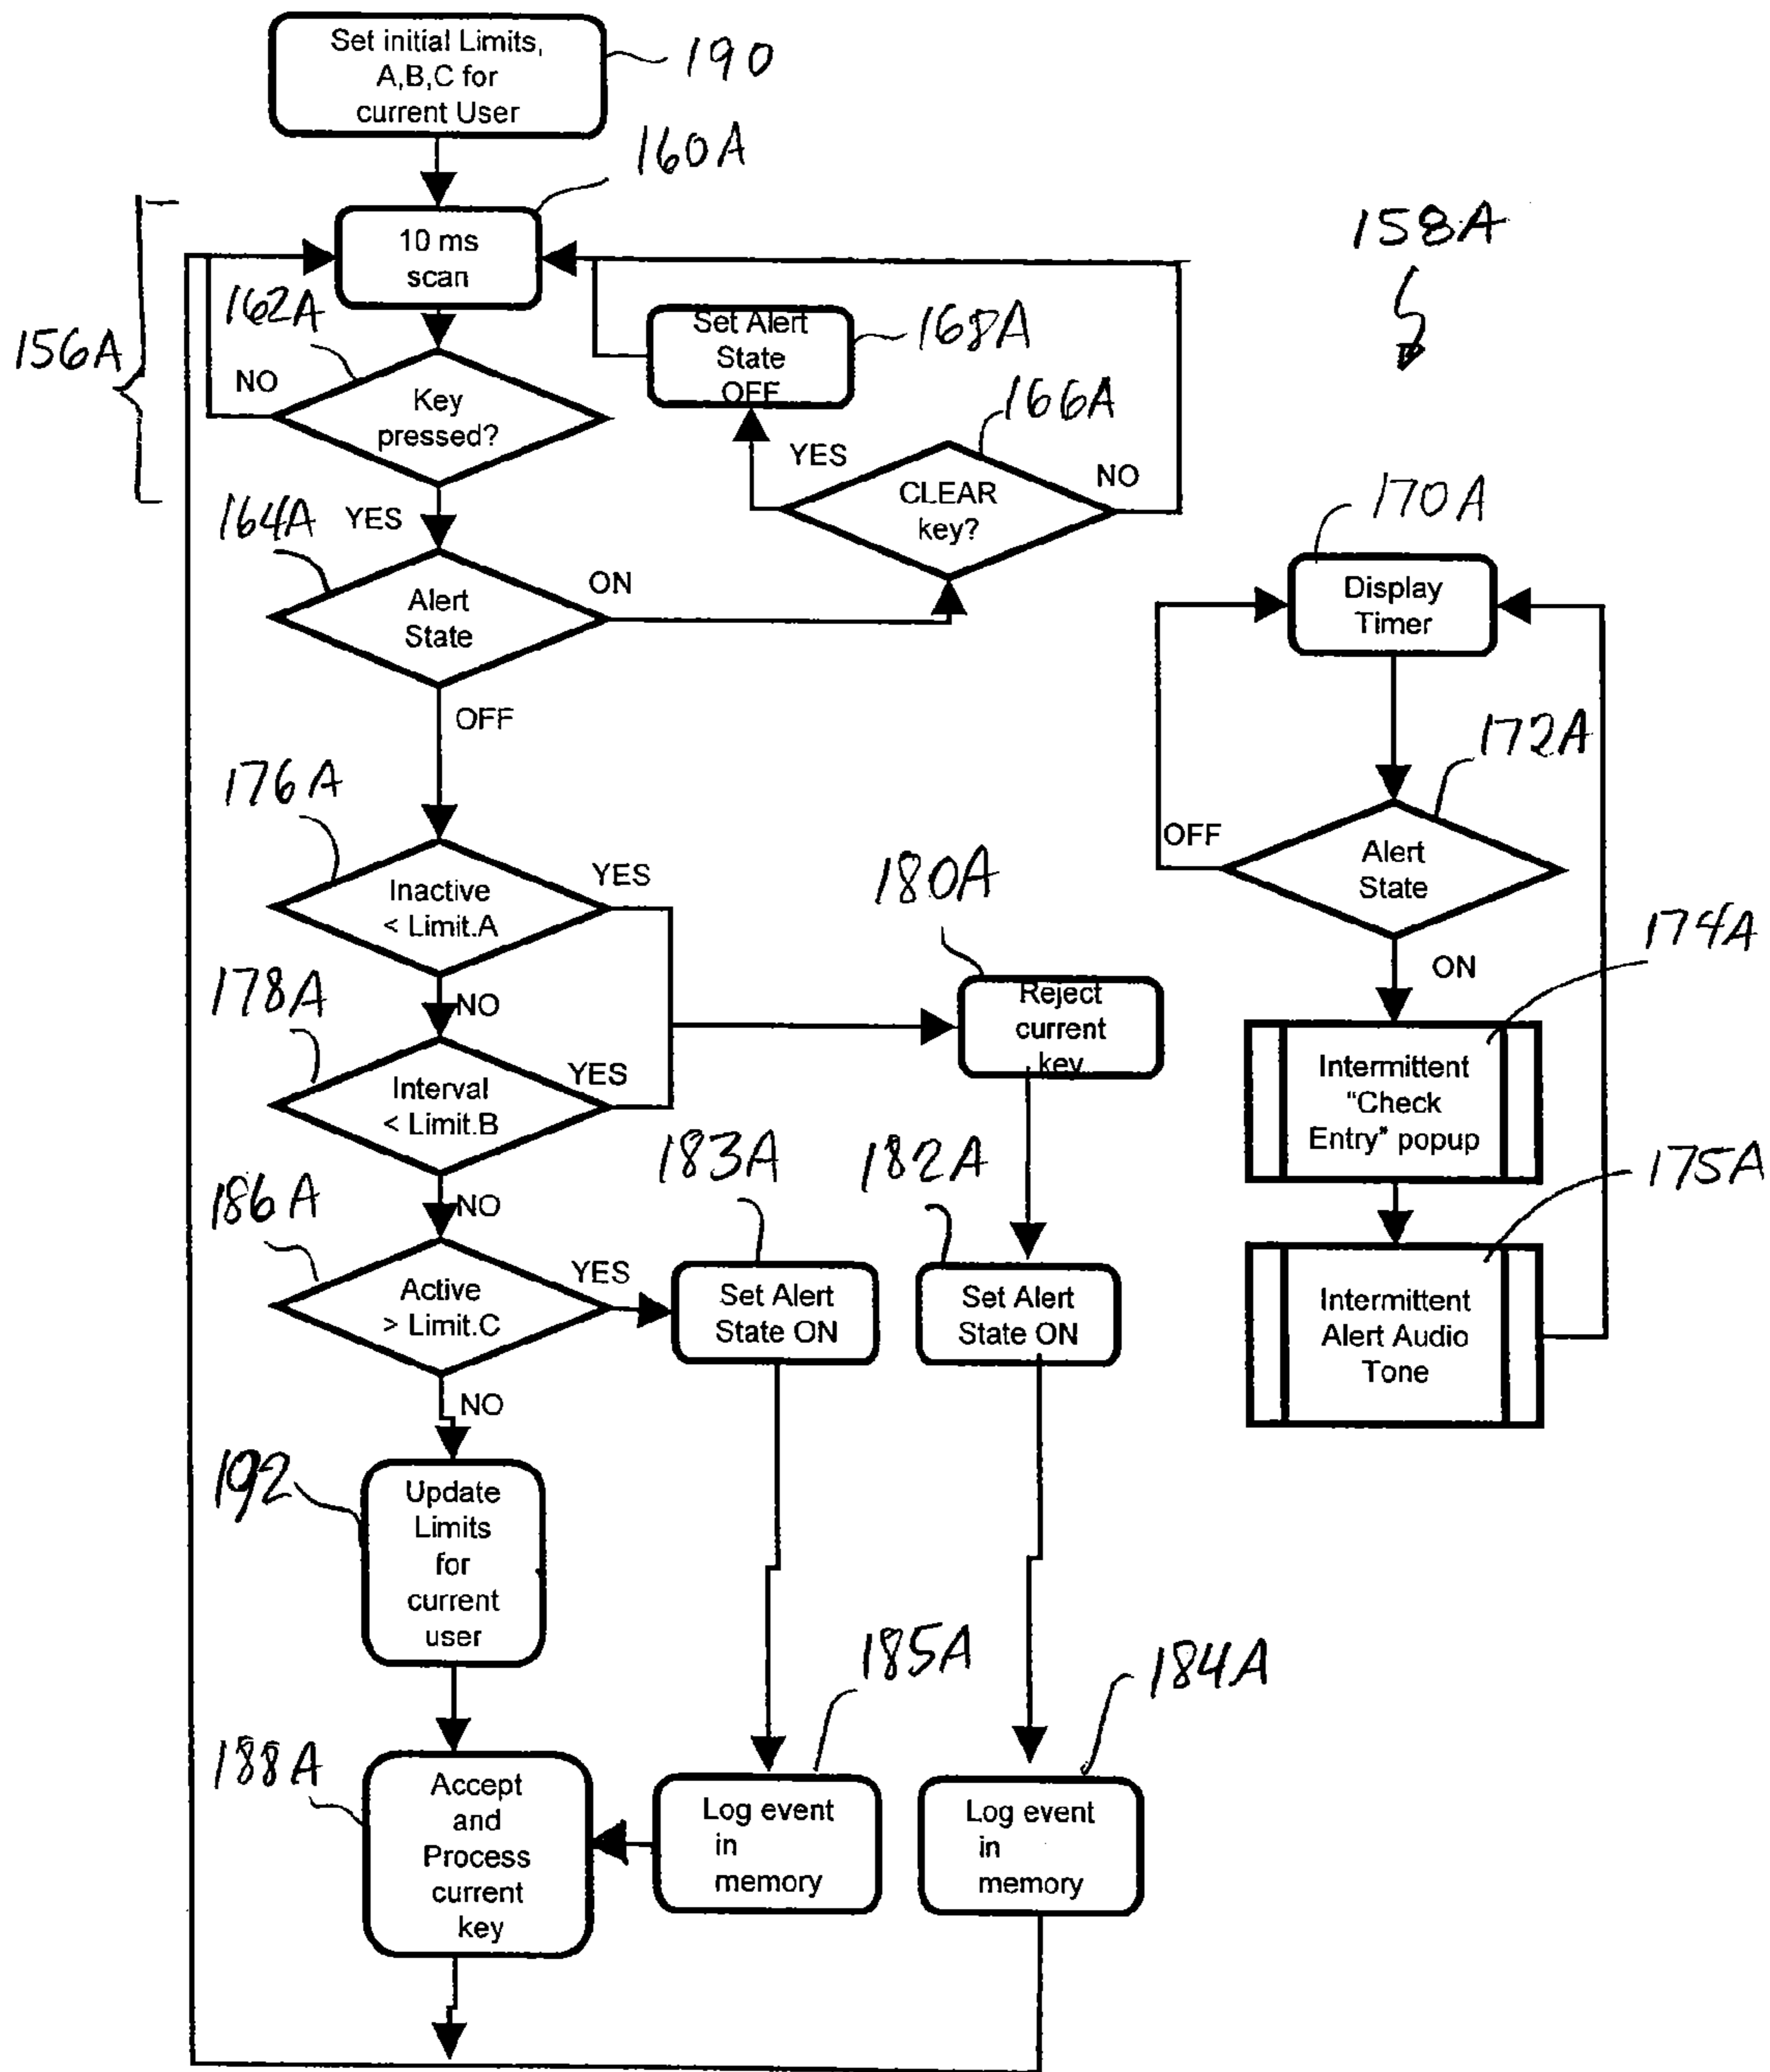 Set initial Limits,
A,B,C for
current User
190
160A
10 ms
scan
158A
162A
156A
NO
Key
pressed?
Set Alert
State
OFF
168A
166A
YES
CLEAR
key?
NO
164A
YES
Alert
State
ON
OFF
170A
Display
Timer
172A
OFF
Alert
State
ON
174A
Intermittent
“Check
Entry” popup
175A
Intermittent
Alert Audio
Tone
176A
Inactive
< Limit.A
YES
NO
178A
Interval
< Limit.B
YES
NO
180A
Reject
current
key
186A
Active
> Limit.C
YES
NO
183A
Set Alert
State ON
182A
Set Alert
State ON
192
Update
Limits
for
current
user
188A
Accept
and
Process
current
key
185A
Log event
in
memory
184A
Log event
in
memory